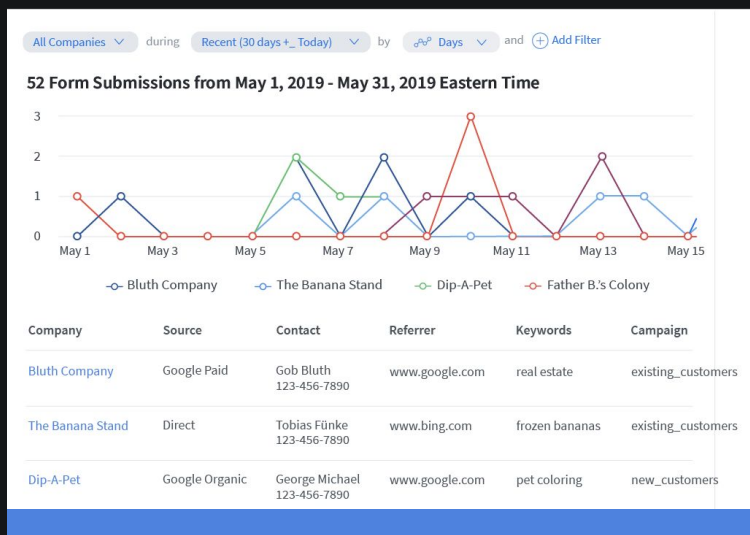 All Companies during Recent (30 days +_ Today) by Days and Add Filter
52 Form Submissions from May 1, 2019 - May 31, 2019 Eastern Time
3
2
1
0
May 1 May 3 May 5 May 7 May 9 May 11 May 13 May 15
Bluth Company The Banana Stand Dip-A-Pet Father B.'s Colony
Company Source Contact Referrer Keywords Campaign
Bluth Company Google Paid Gob Bluth www.google.com real estate existing_customers
123-456-7890
The Banana Stand Direct Tobias Fünke www.bing.com frozen bananas existing_customers
123-456-7890
Dip-A-Pet Google Organic George Michael www.google.com pet coloring new_customers
123-456-7890